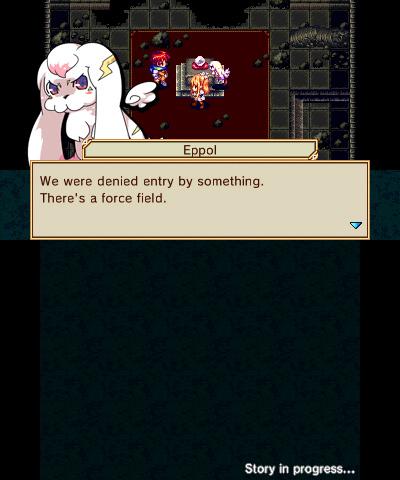 Eppol
We were denied entry by something.
There's a force field.
Story in progress...